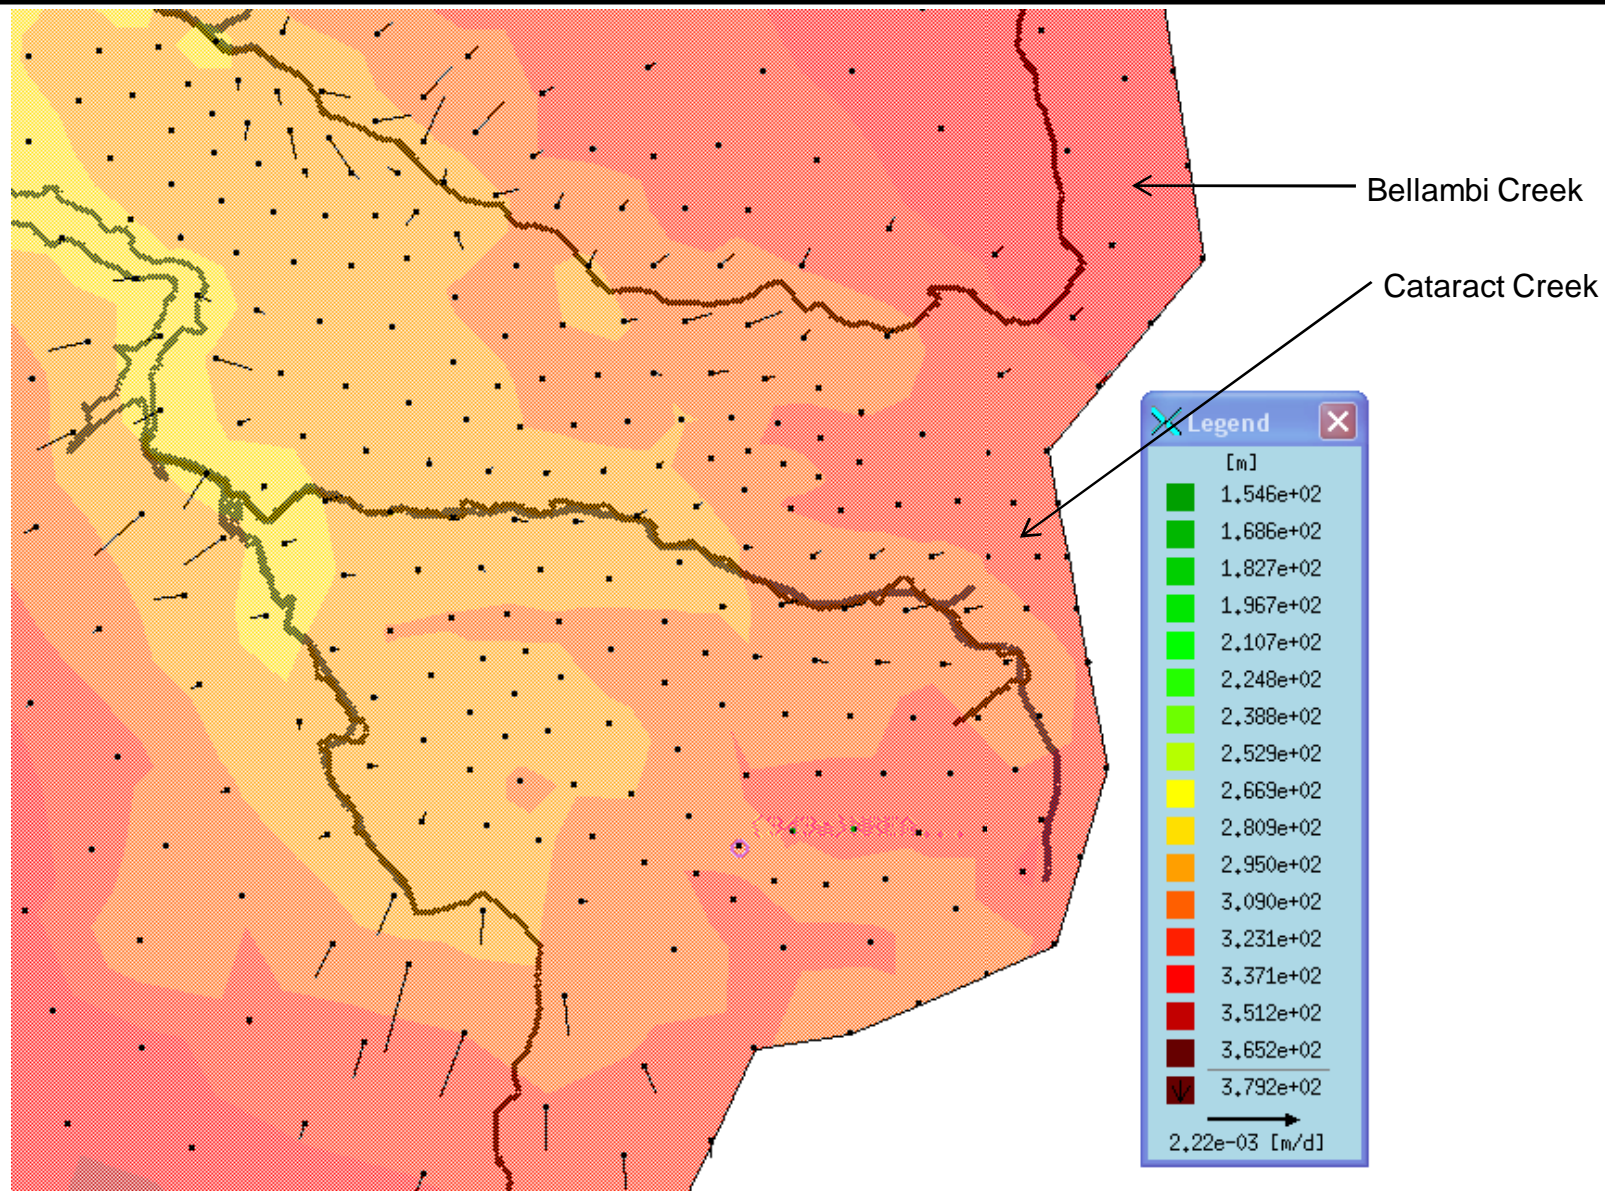 Bellambi Creek
Cataract Creek
Legend
[m]
1.546e+02
1.686e+02
1.827e+02
1.967e+02
2.107e+02
2.248e+02
2.388e+02
2.529e+02
2.669e+02
2.809e+02
2.950e+02
3.090e+02
3.231e+02
3.371e+02
3.512e+02
3.652e+02
3.792e+02
2.22e-03 [m/d]